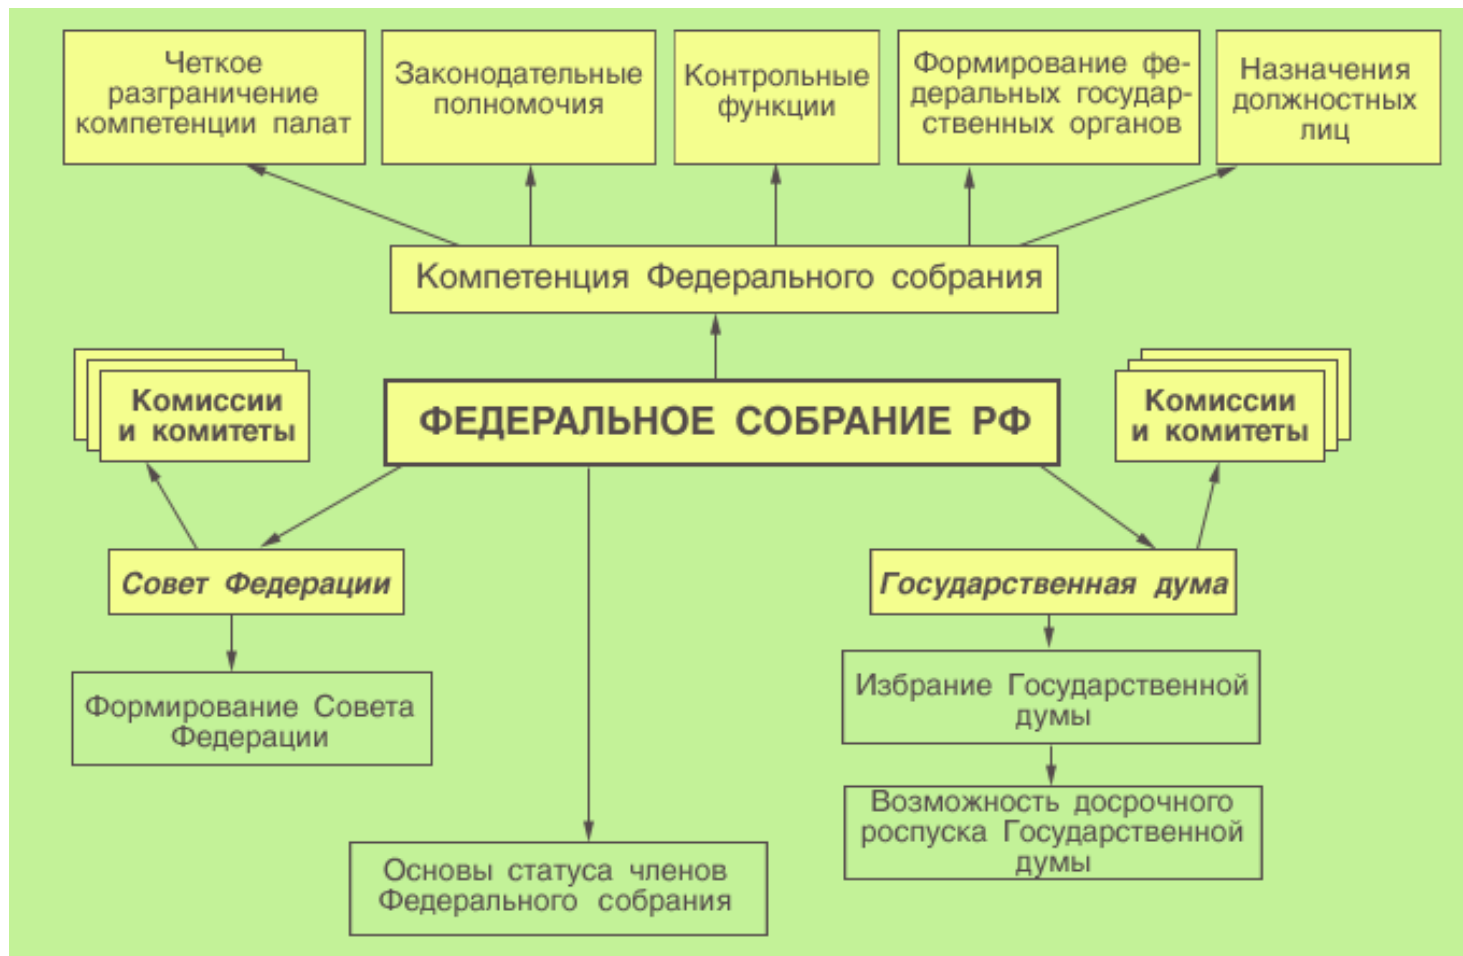 Четкое
разграничение
компетенции палат
Законодательные
полномочия
Контрольные
функции
Формирование фе-
деральных государ-
ственных органов
Назначения
должностных
лиц
Компетенция Федерального собрания
Комиссии
и комитеты
ФЕДЕРАЛЬНОЕ СОБРАНИЕ РФ
Комиссии
и комитеты
Совет Федерации
Государственная дума
Формирование Совета
Федерации
Избрание Государственной
думы
Возможность досрочного
роспуска Государственной
думы
Основы статуса членов
Федерального собрания